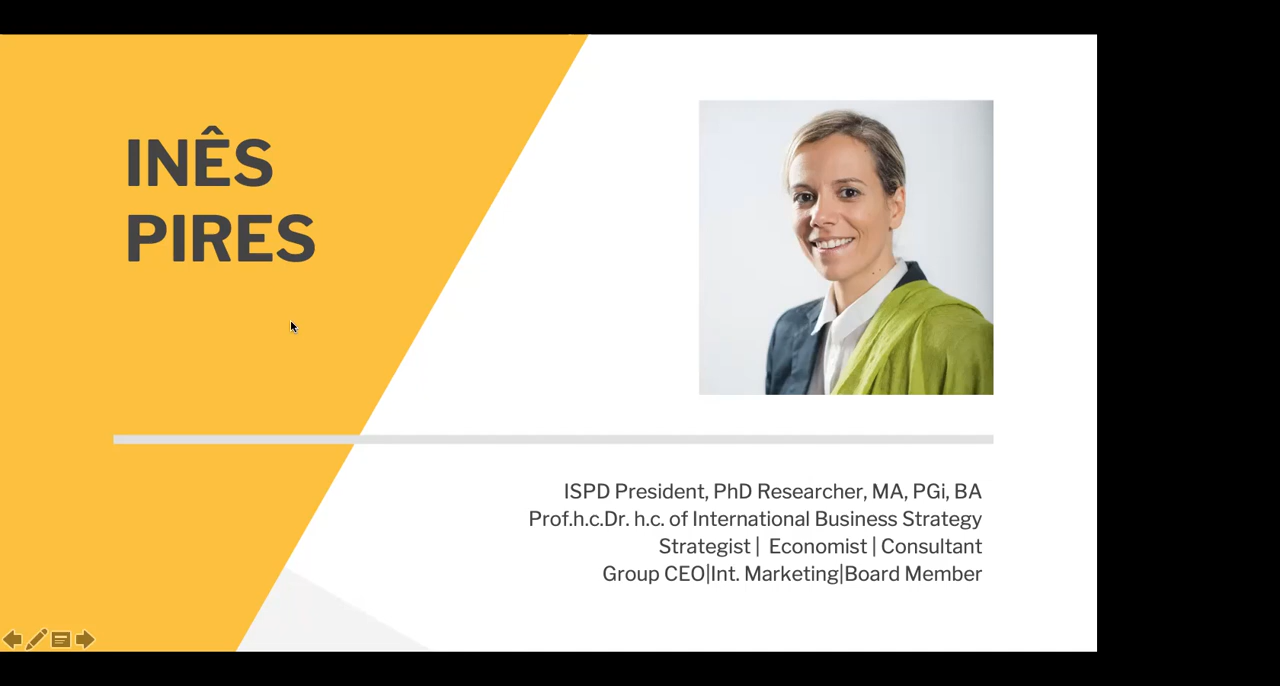 INÊS
PIRES
ISPD President, PhD Researcher, MA, PGi, BA
Prof.h.c.Dr. h.c. of International Business Strategy
Strategist | Economist | Consultant
Group CEO|Int. Marketing|Board Member